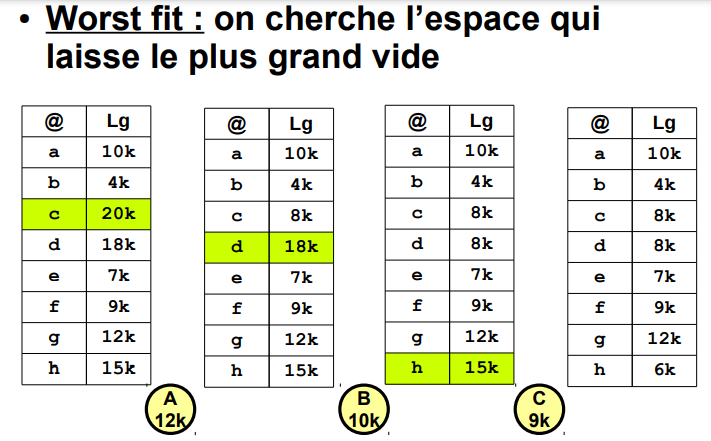 • Worst fit : on cherche l’espace qui
laisse le plus grand vide
@ Lg
a 10k
b 4k
c 20k
d 18k
e 7k
f 9k
g 12k
h 15k
A
12k
@ Lg
a 10k
b 4k
c 8k
d 18k
e 7k
f 9k
g 12k
h 15k
B
10k
@ Lg
a 10k
b 4k
c 8k
d 8k
e 7k
f 9k
g 12k
h 15k
C
9k
@ Lg
a 10k
b 4k
c 8k
d 8k
e 7k
f 9k
g 12k
h 6k